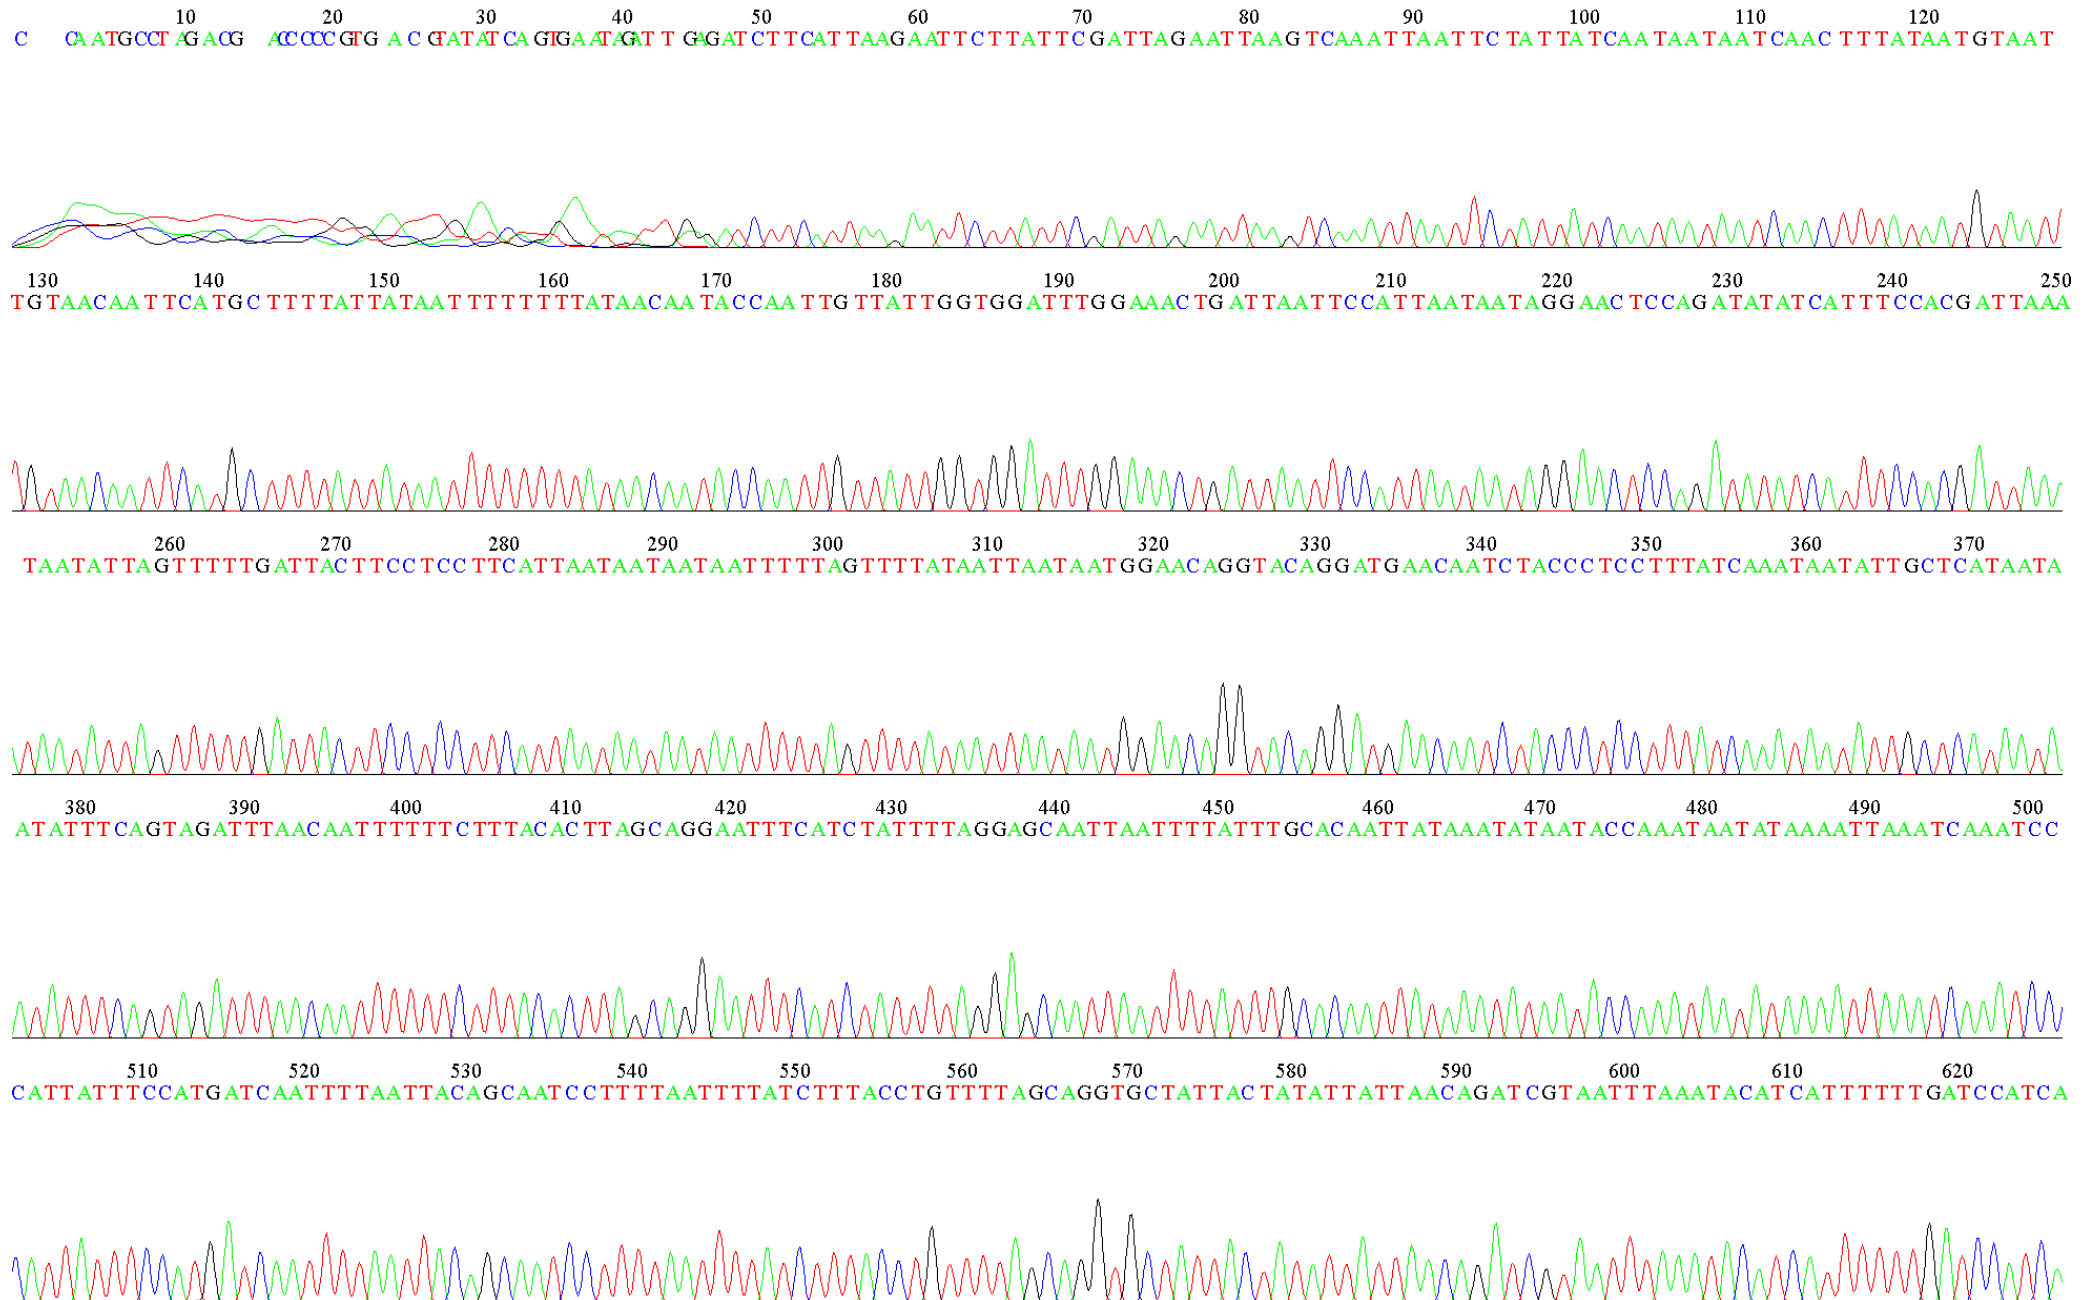 10 20 30 40 50 60 70 80 90 100 110 120
C CAATGCCTAGACG ACCCCCGTG ACGTATATCAGTGAATAGATTGAGATCTTCATTAAGAATTCTTATTCGATTAGAATTAAGTCAAATTAATTCTATTATCAATAATAATCAACTTTATAATGTAAT
130 140 150 160 170 180 190 200 210 220 230 240 250
TGTAACAATTCATGCTTTTATTATAATTTTTTTTATAACAATACCAATTGTTATTGGTGGATTTGGAAACTGATTAATTCCATTAATAATAGGAACTCCAGATATATCATTTCCACGATTAAA
260 270 280 290 300 310 320 330 340 350 360 370
TAATATTAGTTTTTGATTACTTCCTCCTTCATTAATAATAATAATTTTTAGTTTTATAATTAATAATGGAACAGGTACAGGATGAACAATCTACCCTCCTTTATCAAATAATATTGCTCATAATA
380 390 400 410 420 430 440 450 460 470 480 490 500
ATATTTCAGTAGATTTAACAATTTTTTCTTTACACTTAGCAGGAATTTCATCTATTTTAGGAGCAATTAATTTTATTTGCACAATTATAAATATAATACCAAATAATATAAAATTAAATCAAATCC
510 520 530 540 550 560 570 580 590 600 610 620
CATTATTTCCATGATCAATTTTAATTACAGCAATCCTTTTAATTTTATCTTTACCTGTTTTAGCAGGTGCTATTACTATATTATTAACAGATCGTAATTTAAATACATCATTTTTTGATCCATCA